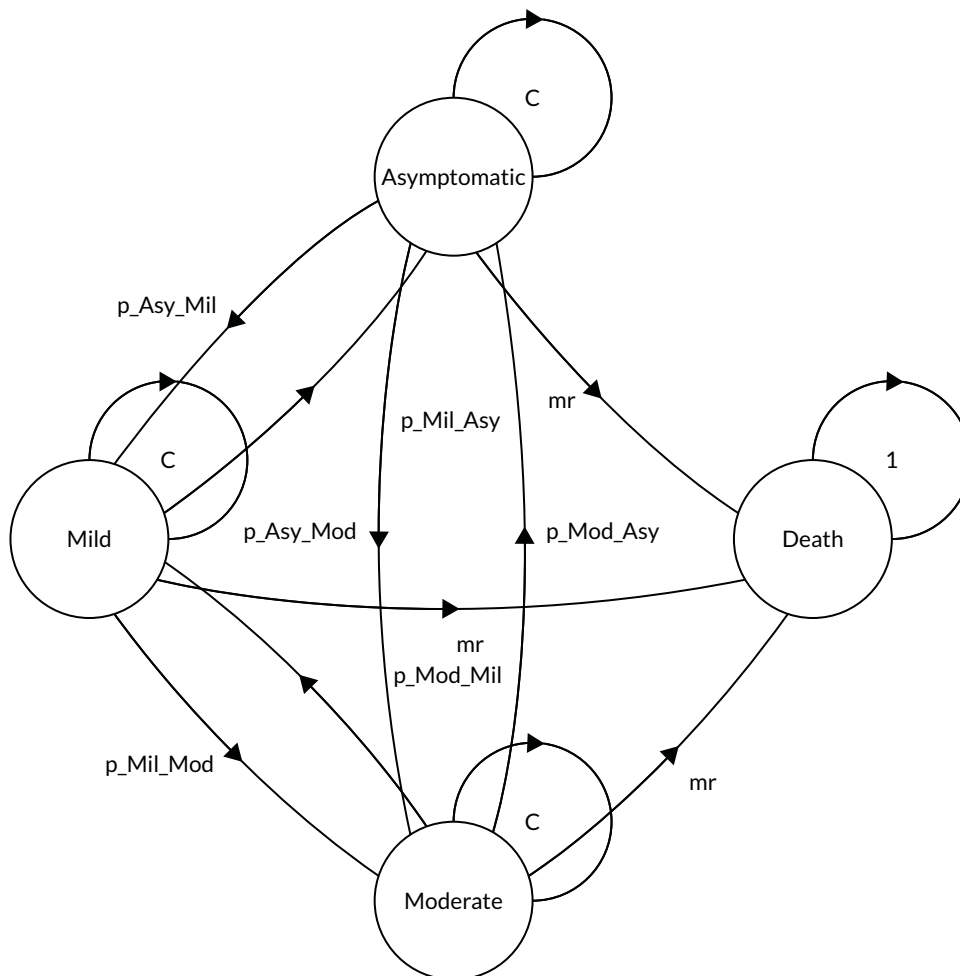 C
Asymptomatic
p_Asy_Mil
mr
p_Mil_Asy
C
1
p_Asy_Mod
p_Mod_Asy
Mild
Death
mr
p_Mod_Mil
p_Mil_Mod
mr
C
Moderate